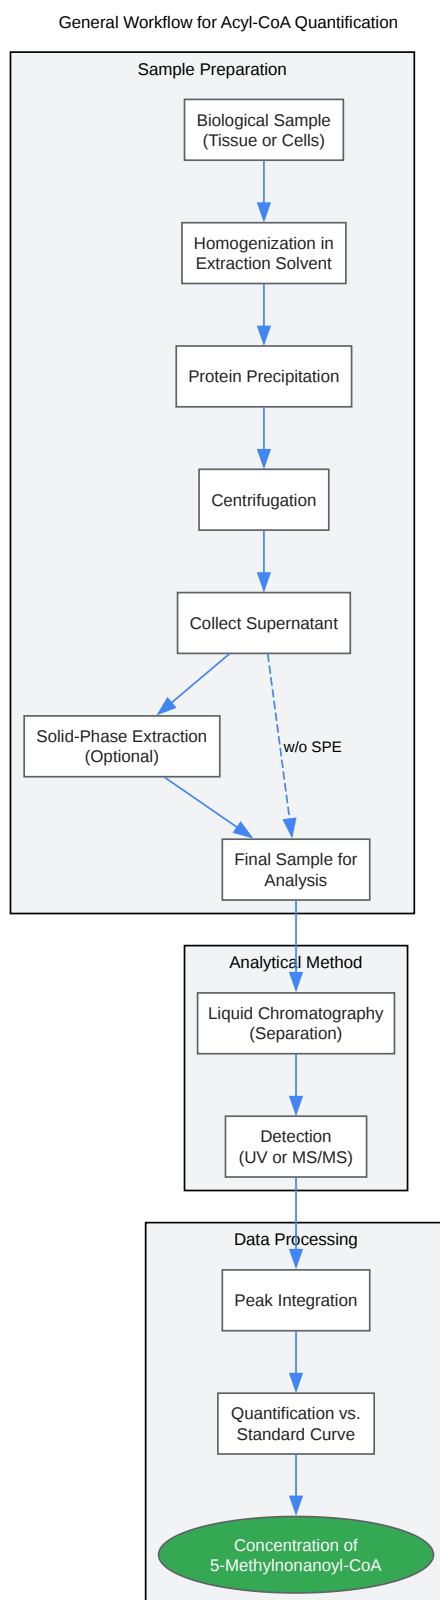 General Workflow for Acyl-CoA Quantification
Sample Preparation
Biological Sample
(Tissue or Cells)
Homogenization in
Extraction Solvent
Protein Precipitation
Centrifugation
Collect Supernatant
Solid-Phase Extraction
(Optional)
w/o SPE
Final Sample for
Analysis
Analytical Method
Liquid Chromatography
(Separation)
Detection
(UV or MS/MS)
Data Processing
Peak Integration
Quantification vs.
Standard Curve
Concentration of
5-Methylnonanoyl-CoA